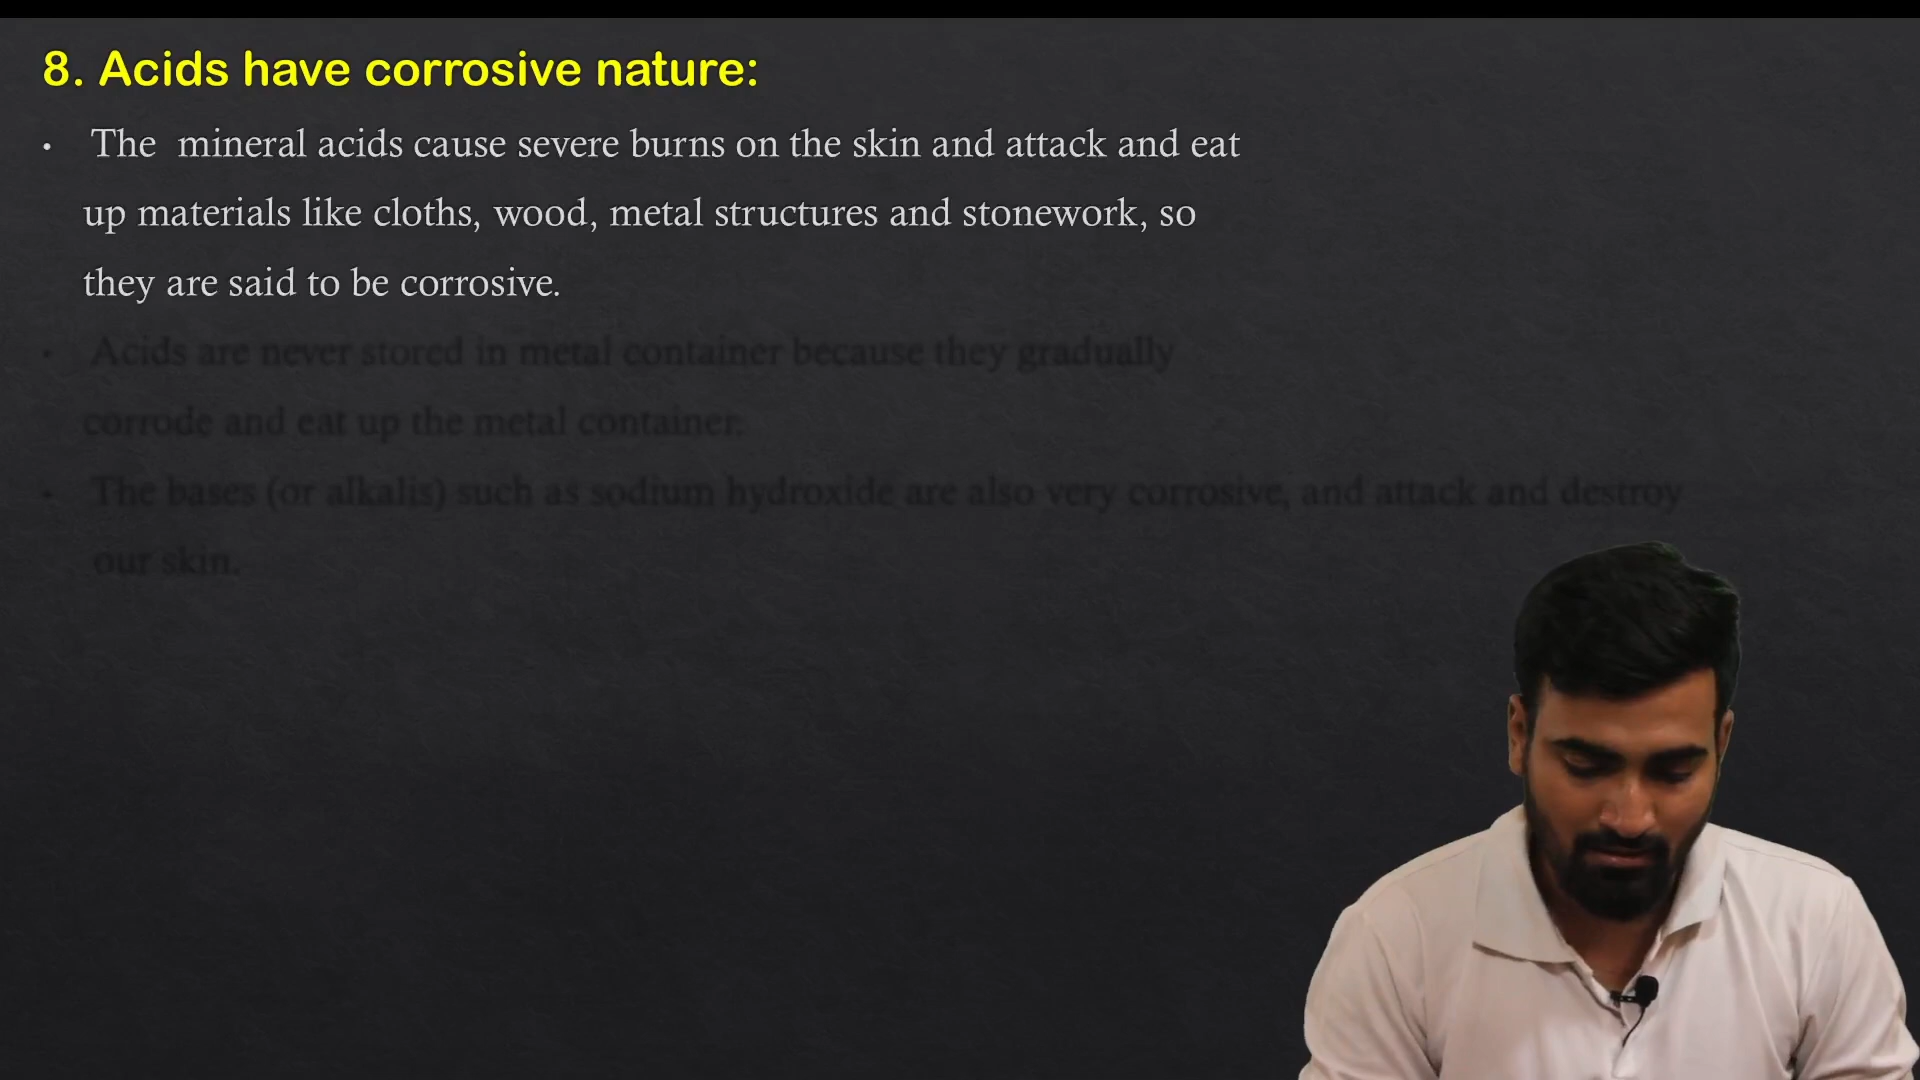 8. Acids have corrosive nature:
• The mineral acids cause severe burns on the skin and attack and eat
up materials like cloths, wood, metal structures and stonework, so
they are said to be corrosive.
• Acids are never stored in metal container because they gradually
corrode and eat up the metal container.
• The bases (or alkalis) such as sodium hydroxide are also very corrosive, and attack and destroy
our skin.